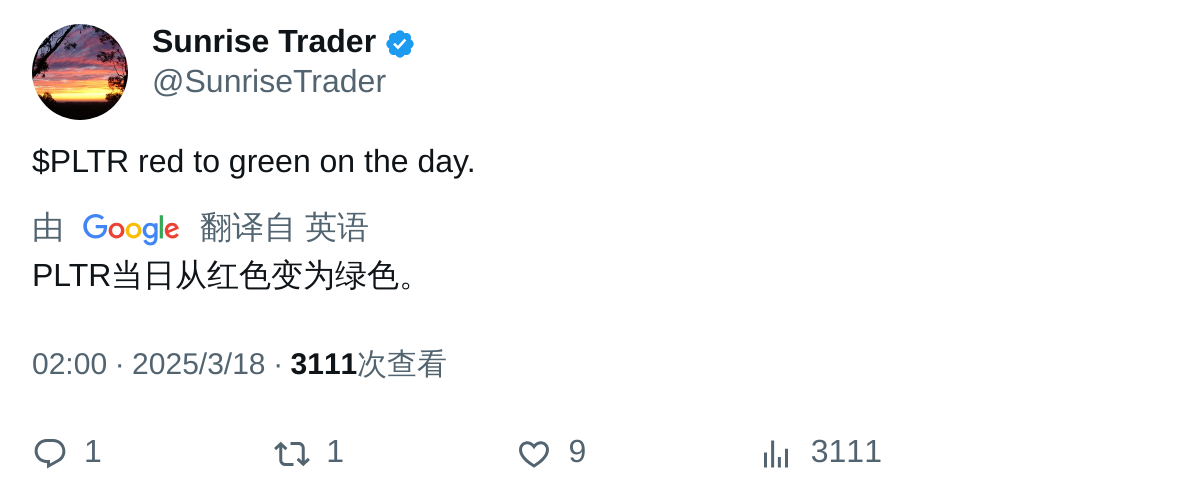 Sunrise Trader
@SunriseTrader
$PLTR red to green on the day.
由 Google 翻译自 英语
PLTR当日从红色变为绿色。
02:00 · 2025/3/18 · 3111次查看
1 1 9 3111